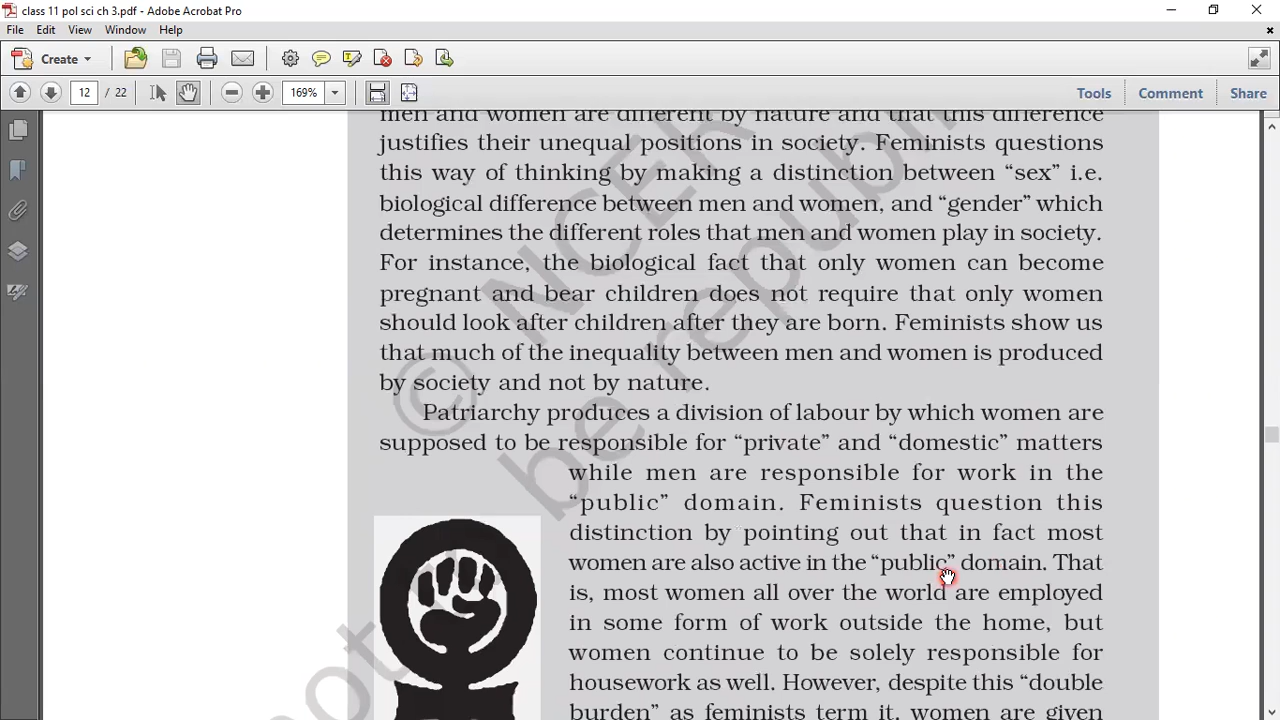 class 11 pol sci ch 3.pdf - Adobe Acrobat Pro
File Edit View Window Help
Create
12 / 22 169% Tools Comment Share
men and women are different by nature and that this difference
justifies their unequal positions in society. Feminists questions
this way of thinking by making a distinction between “sex” i.e.
biological difference between men and women, and “gender” which
determines the different roles that men and women play in society.
For instance, the biological fact that only women can become
pregnant and bear children does not require that only women
should look after children after they are born. Feminists show us
that much of the inequality between men and women is produced
by society and not by nature.
Patriarchy produces a division of labour by which women are
supposed to be responsible for “private” and “domestic” matters
while men are responsible for work in the
“public” domain. Feminists question this
distinction by pointing out that in fact most
women are also active in the “public” domain. That
is, most women all over the world are employed
in some form of work outside the home, but
women continue to be solely responsible for
housework as well. However, despite this “double
burden” as feminists term it, women are given
© NCER
not
be republi